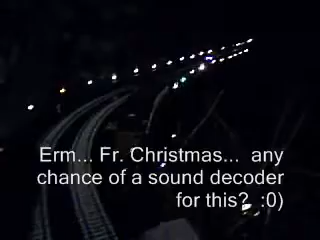 Erm... Fr. Christmas...  any
chance of a sound decoder
for this?  :0)